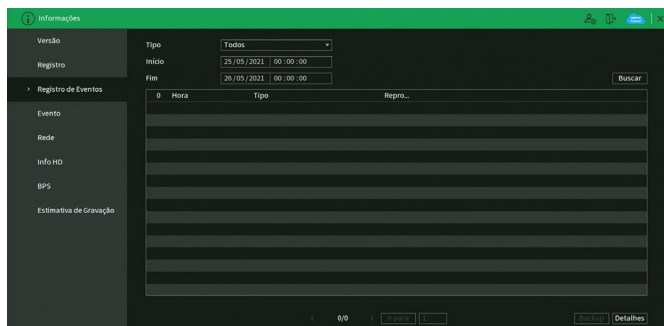 Informações
Versão
Registro
Registro de Eventos
Evento
Rede
Info HD
BPS
Estimativa de Gravação
Tipo Todos
Início 25/05/2021 00:00:00
Fim 26/05/2021 00:00:00
Buscar
0 Hora Tipo Repro...
< 0/0 > Ir para 1
Backup Detalhes